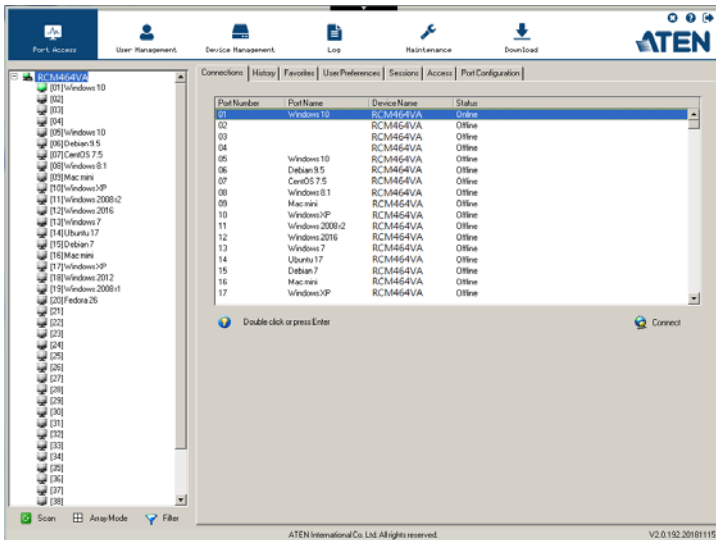 Port Access
User Management
Device Management
Log
Maintenance
Download
ATEN
RCM464VA
[01]Windows 10
[02]
[03]
[04]
[05]Windows 10
[06]Debian 9.5
[07]CentOS 7.5
[08]Windows 8.1
[09]Mac mini
[10]Windows XP
[11]Windows 2008 r2
[12]Windows 2016
[13]Windows 7
[14]Ubuntu 17
[15]Debian 7
[16]Mac mini
[17]Windows XP
[18]Windows 2012
[19]Windows 2008 r1
[20]Fedora 26
[21]
[22]
[23]
[24]
[25]
[26]
[27]
[28]
[29]
[30]
[31]
[32]
[33]
[34]
[35]
[36]
[37]
[38]
Scan Array Mode Filter
Connections History Favorites User Preferences Sessions Access Port Configuration
Port Number Port Name Device Name Status
01 Windows 10 RCM464VA Online
02 RCM464VA Offline
03 RCM464VA Offline
04 RCM464VA Offline
05 Windows 10 RCM464VA Offline
06 Debian 9.5 RCM464VA Offline
07 CentOS 7.5 RCM464VA Offline
08 Windows 8.1 RCM464VA Offline
09 Mac mini RCM464VA Offline
10 Windows XP RCM464VA Offline
11 Windows 2008 r2 RCM464VA Offline
12 Windows 2016 RCM464VA Offline
13 Windows 7 RCM464VA Offline
14 Ubuntu 17 RCM464VA Offline
15 Debian 7 RCM464VA Offline
16 Mac mini RCM464VA Offline
17 Windows XP RCM464VA Offline
Double click or press Enter
Connect
ATEN International Co. Ltd. All rights reserved.
V2.0.192.20181115